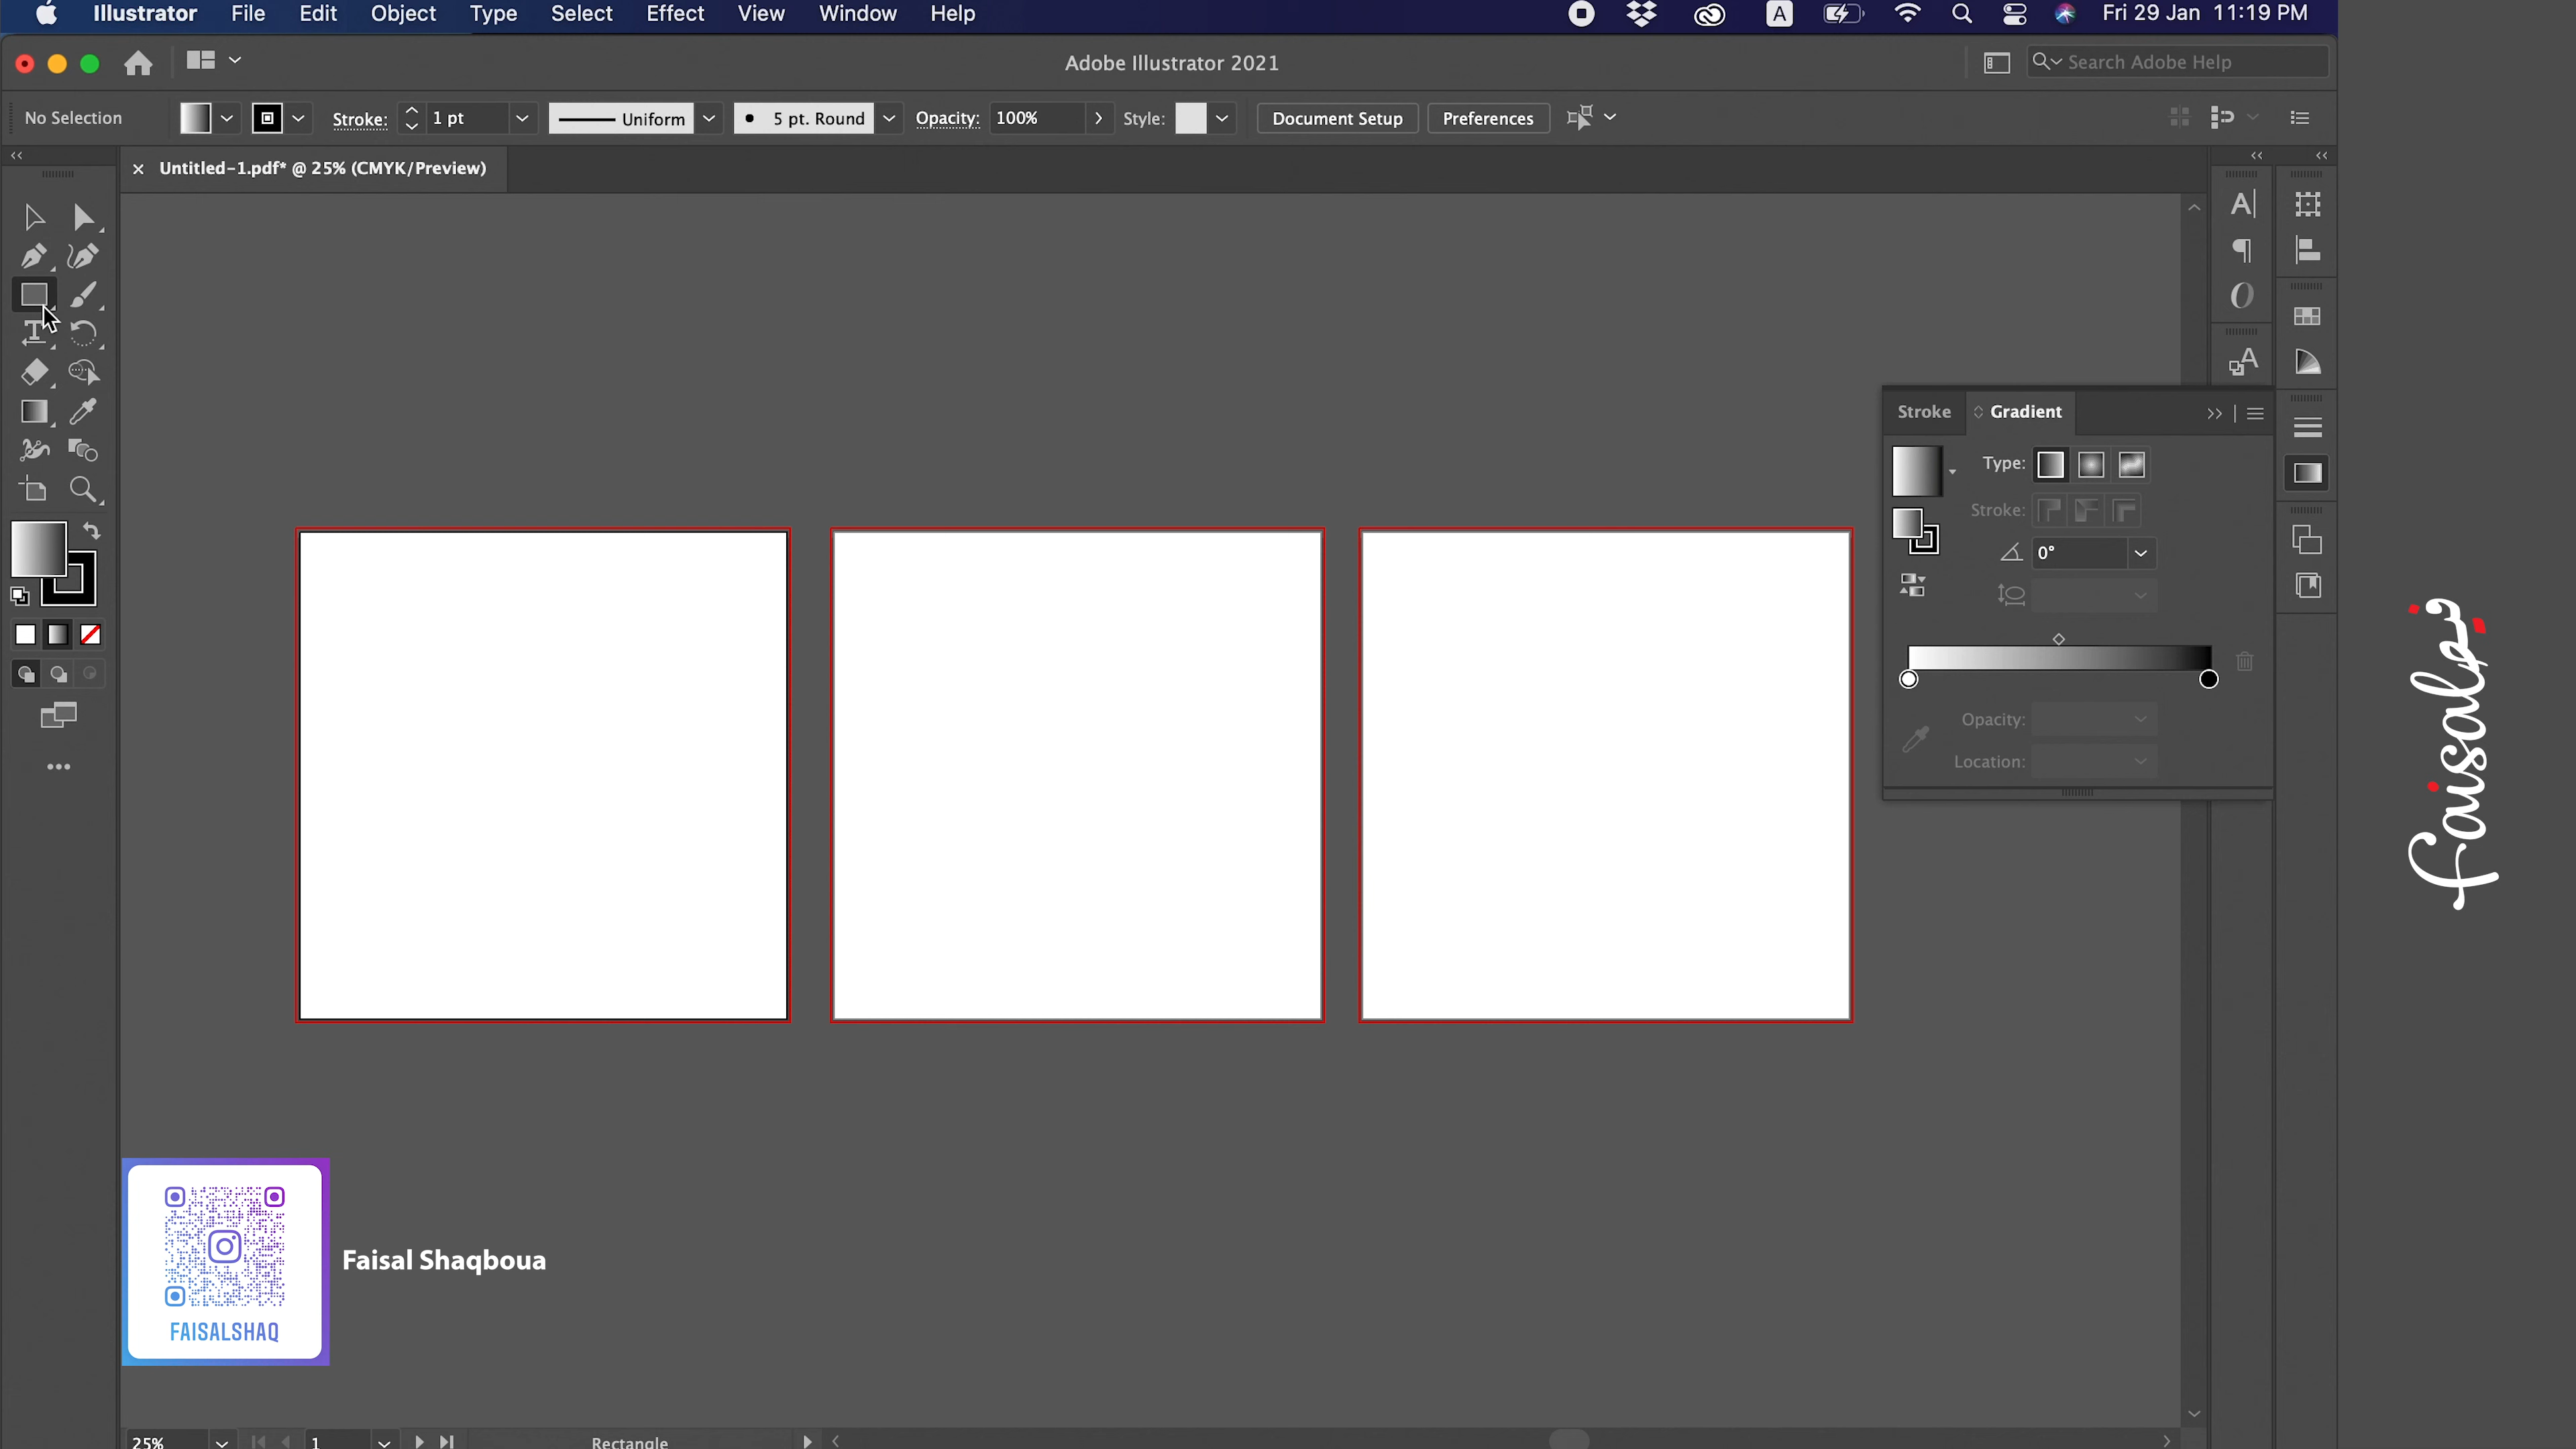 Illustrator File Edit Object Type Select Effect View Window Help
A
Fri 29 Jan 11:19 PM
Adobe Illustrator 2021
Search Adobe Help
No Selection
Stroke:
1 pt
Uniform
5 pt. Round
Opacity:
100%
Style:
Document Setup
Preferences
Untitled-1.pdf* @ 25% (CMYK/Preview)
Stroke
Gradient
Type:
Stroke:
0°
Opacity:
Location:
FAISALSHAQ
Faisal Shaqboua
25%
1
Rectangle